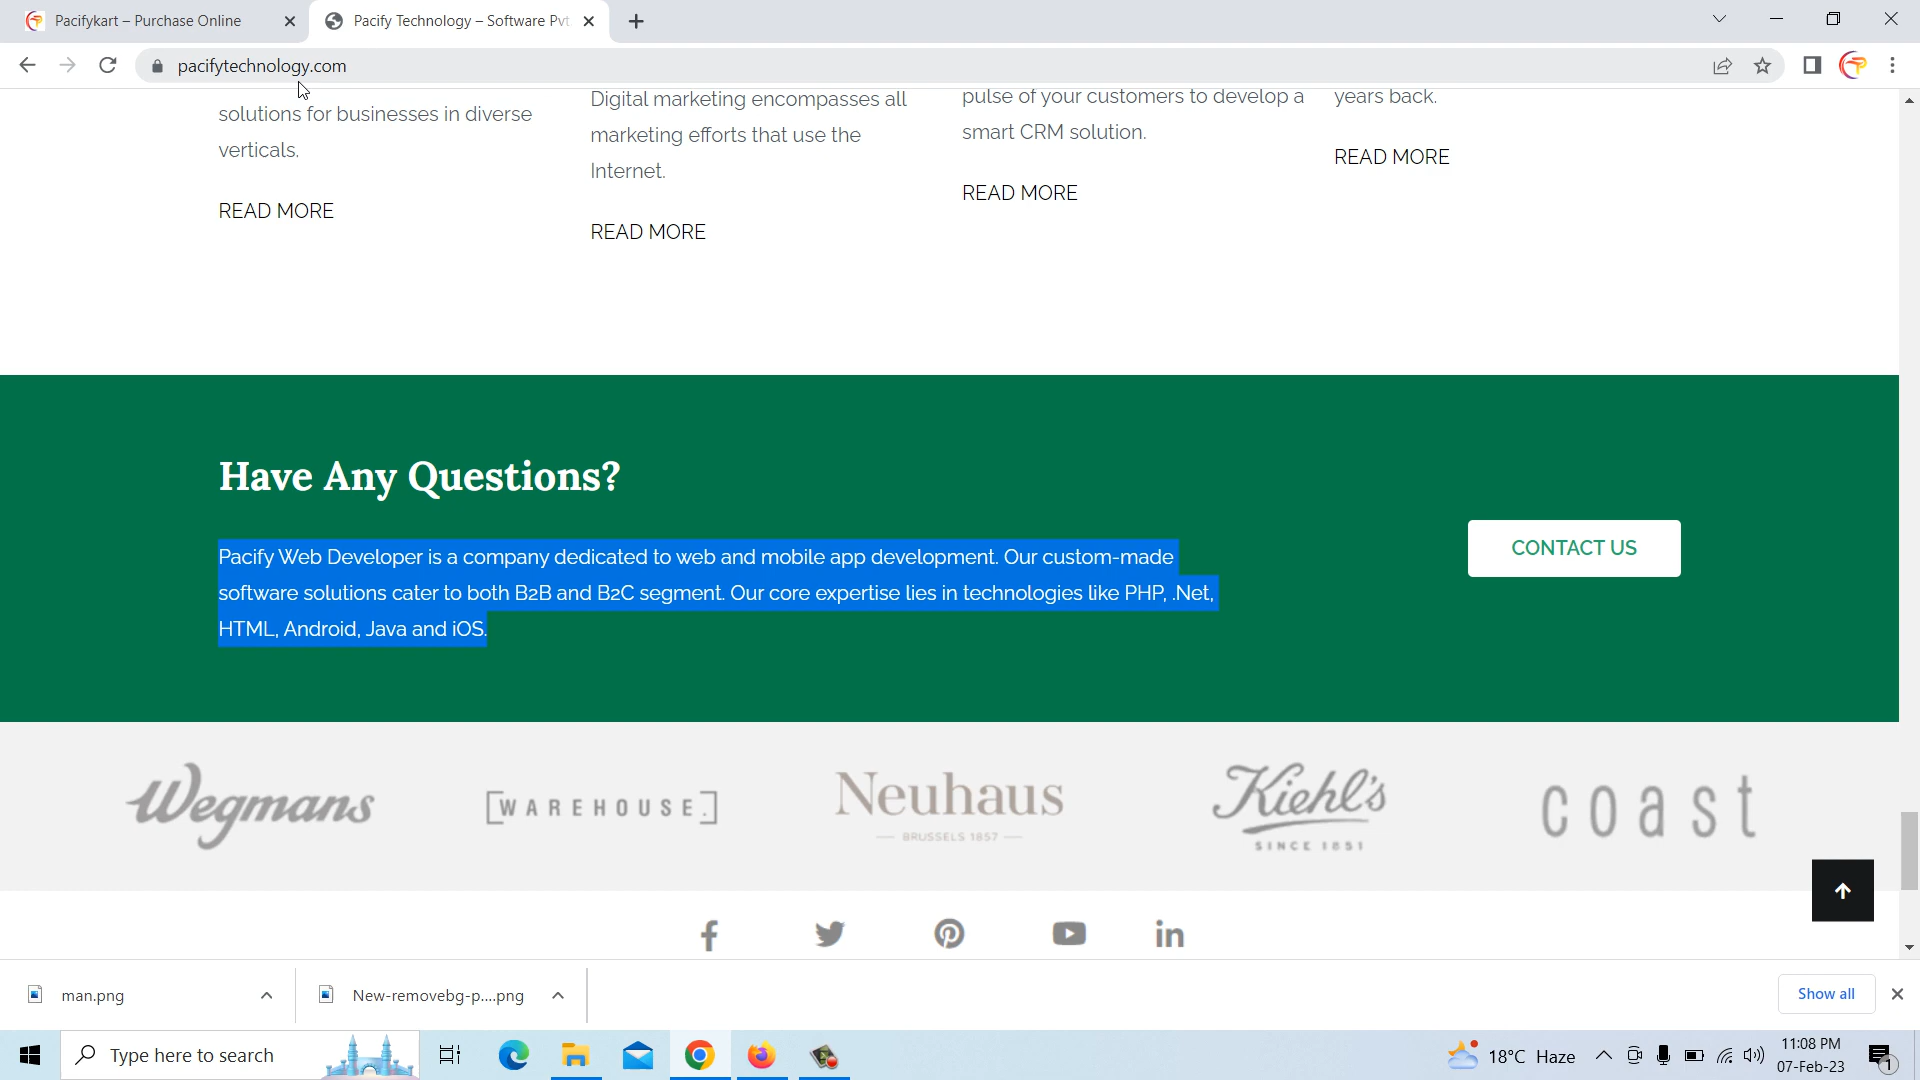 Pacifykart – Purchase Online
Pacify Technology – Software Pvt
pacifytechnology.com
solutions for businesses in diverse
verticals.
READ MORE
Digital marketing encompasses all
marketing efforts that use the
Internet.
READ MORE
pulse of your customers to develop a
smart CRM solution.
READ MORE
years back.
READ MORE
Have Any Questions?
Pacify Web Developer is a company dedicated to web and mobile app development. Our custom-made
software solutions cater to both B2B and B2C segment. Our core expertise lies in technologies like PHP, .Net,
HTML, Android, Java and iOS.
CONTACT US
Wegmans
[WAREHOUSE.]
Neuhaus
BRUSSELS 1857
Kiehl's
SINCE 1851
coast
man.png
New-removebg-p....png
Show all
Type here to search
18°C Haze
11:08 PM
07-Feb-23
1